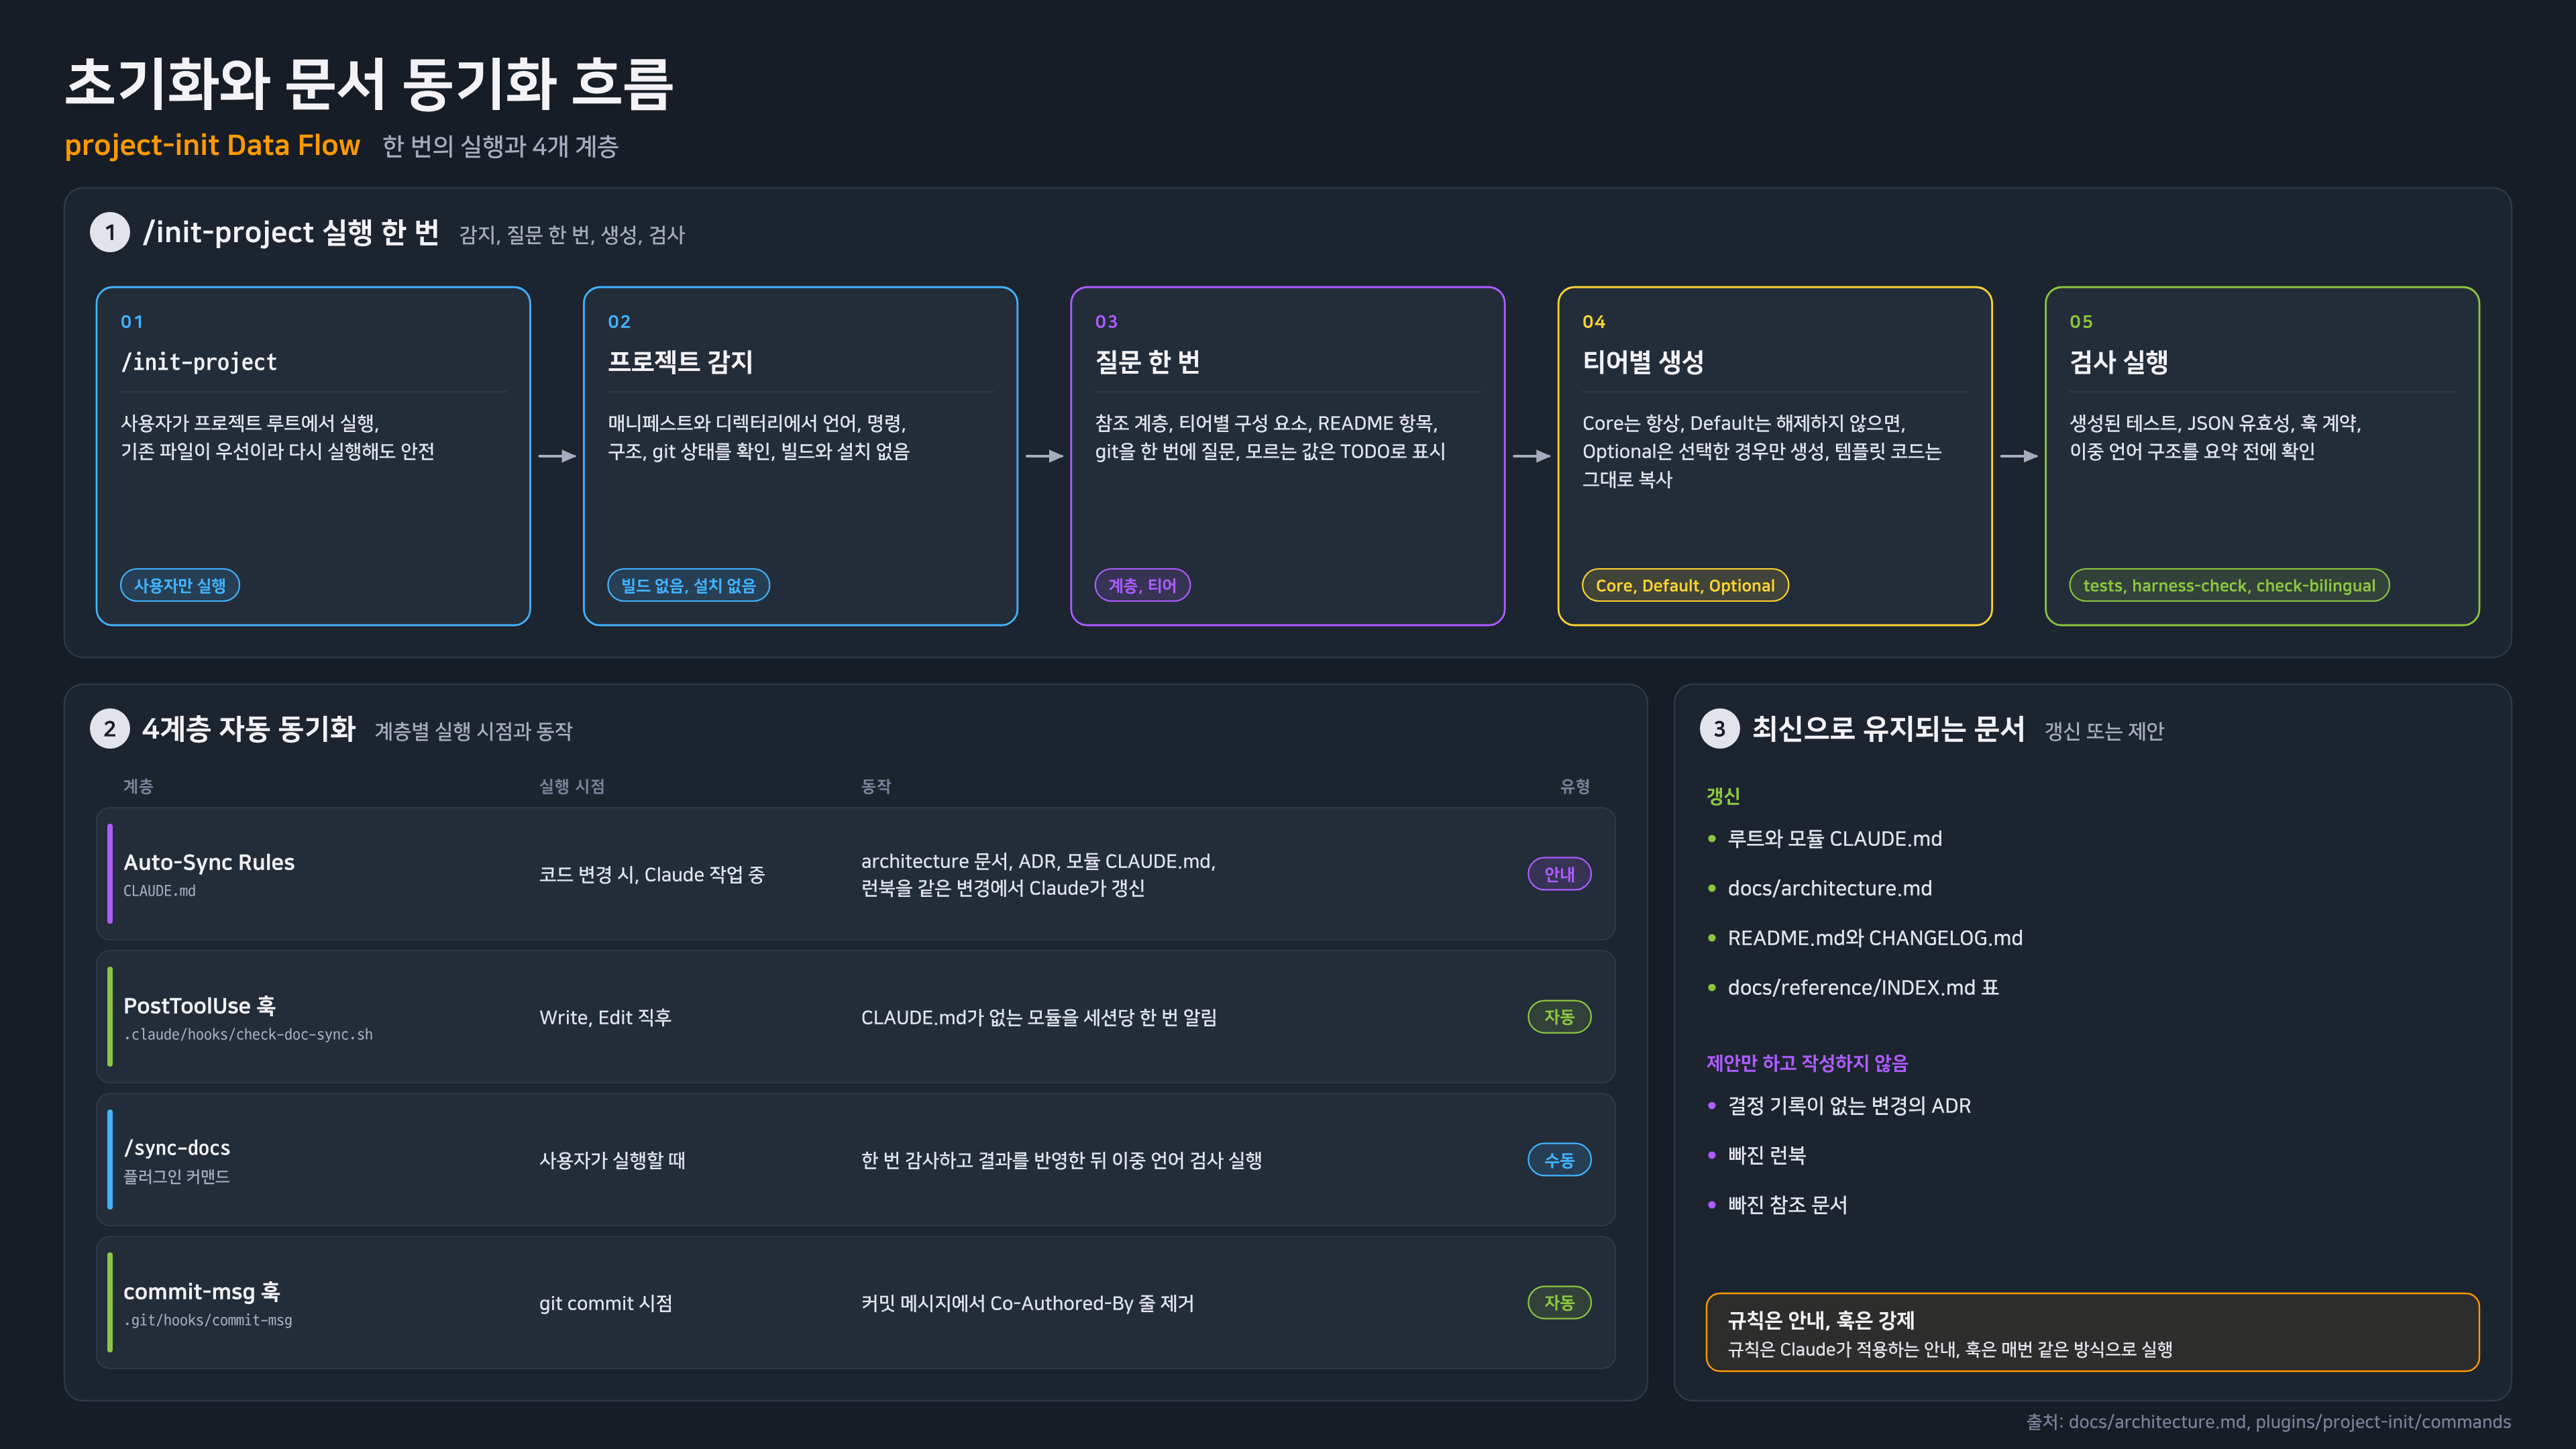 초기화와 문서 동기화 흐름
project-init Data Flow 한 번의 실행과 4개 계층
1 /init-project 실행 한 번 감지, 질문 한 번, 생성, 검사
01
/init-project
사용자가 프로젝트 루트에서 실행,
기존 파일이 우선이라 다시 실행해도 안전
사용자만 실행
02
프로젝트 감지
매니페스트와 디렉터리에서 언어, 명령,
구조, git 상태를 확인, 빌드와 설치 없음
빌드 없음, 설치 없음
03
질문 한 번
참조 계층, 티어별 구성 요소, README 항목,
git을 한 번에 질문, 모르는 값은 TODO로 표시
계층, 티어
04
티어별 생성
Core는 항상, Default는 해제하지 않으면,
Optional은 선택한 경우만 생성, 템플릿 코드는
그대로 복사
Core, Default, Optional
05
검사 실행
생성된 테스트, JSON 유효성, 훅 계약,
이중 언어 구조를 요약 전에 확인
tests, harness-check, check-bilingual
2 4계층 자동 동기화 계층별 실행 시점과 동작
계층 실행 시점 동작 유형
Auto-Sync Rules
CLAUDE.md
코드 변경 시, Claude 작업 중
architecture 문서, ADR, 모듈 CLAUDE.md,
런북을 같은 변경에서 Claude가 갱신
안내
PostToolUse 훅
.claude/hooks/check-doc-sync.sh
Write, Edit 직후
CLAUDE.md가 없는 모듈을 세션당 한 번 알림
자동
/sync-docs
플러그인 커맨드
사용자가 실행할 때
한 번 감사하고 결과를 반영한 뒤 이중 언어 검사 실행
수동
commit-msg 훅
.git/hooks/commit-msg
git commit 시점
커밋 메시지에서 Co-Authored-By 줄 제거
자동
3 최신으로 유지되는 문서 갱신 또는 제안
갱신
루트와 모듈 CLAUDE.md
docs/architecture.md
README.md와 CHANGELOG.md
docs/reference/INDEX.md 표
제안만 하고 작성하지 않음
결정 기록이 없는 변경의 ADR
빠진 런북
빠진 참조 문서
규칙은 안내, 훅은 강제
규칙은 Claude가 적용하는 안내, 훅은 매번 같은 방식으로 실행
출처: docs/architecture.md, plugins/project-init/commands